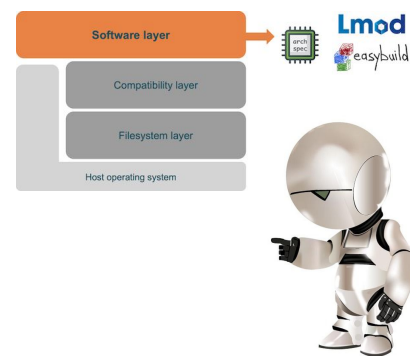 Software layer
arch
spec
Lmod
easybuild
Compatibility layer
Filesystem layer
Host operating system